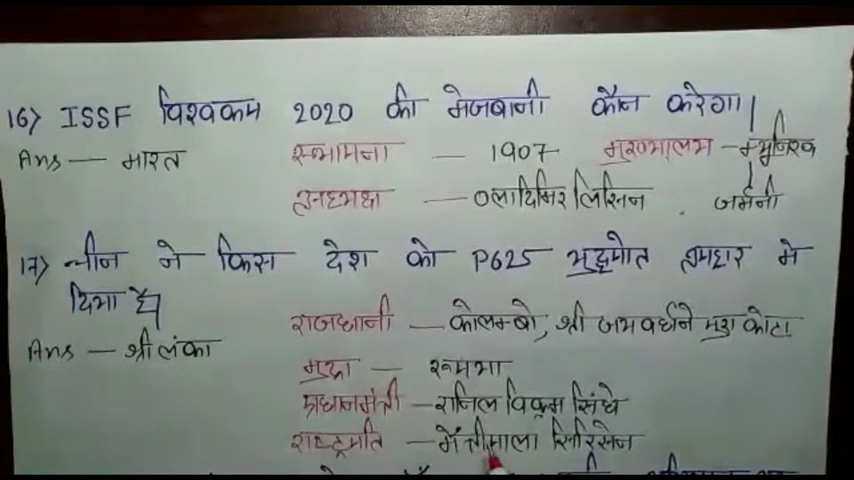 16> ISSF विश्वकप 2020 की मेजबानी कौन करेगा।
Ans — भारत स्थापना — 1907 मुख्यालय — म्यूनिख
अध्यक्ष — व्लादिमिर लिसिन . जर्मनी
17> चीन ने किस देश को P625 युद्धपोत उपहार मे
दिया है।
Ans — श्रीलंका राजधानी — कोलम्बो, श्री जयवर्धने पुरा कोटा
मुद्रा — रूपया
प्रधानमंत्री — रानिल विक्रम सिंघे
राष्ट्रपति — मैत्रीपाला सिरिसेन